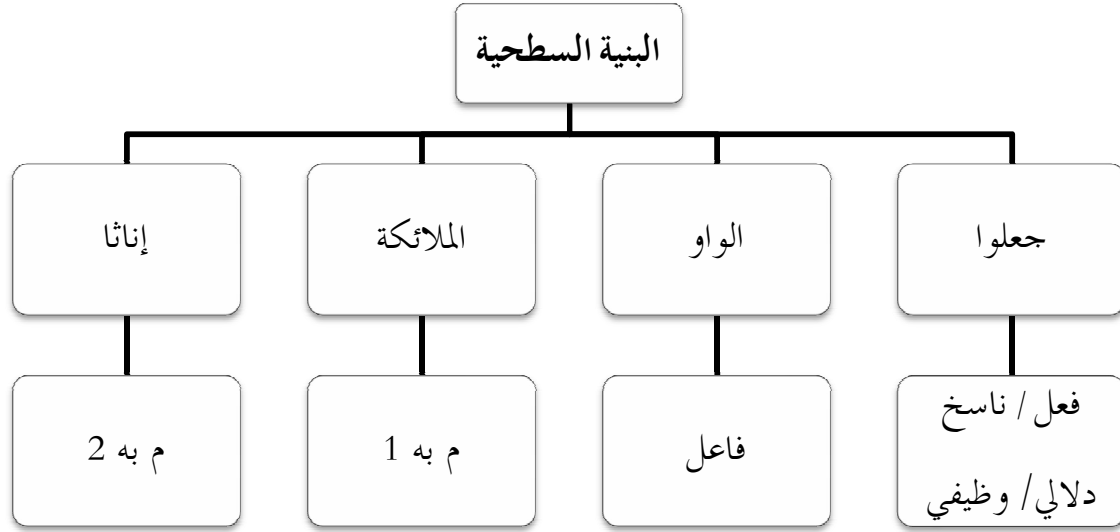 البنية السطحية
جعلوا
الواو
الملائكة
إناثا
فعل / ناسخ
دلالي/ وظيفي
فاعل
م به 1
م به 2